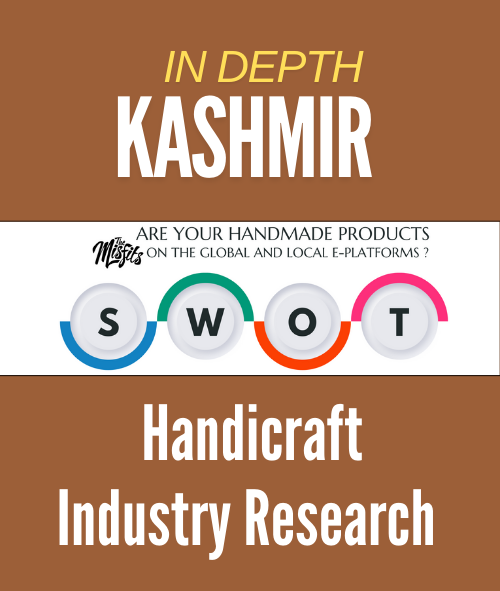 IN DEPTH
KASHMIR
ARE YOUR HANDMADE PRODUCTS
The Misfits
ON THE GLOBAL AND LOCAL E-PLATFORMS ?
S W O T
Handicraft
Industry Research